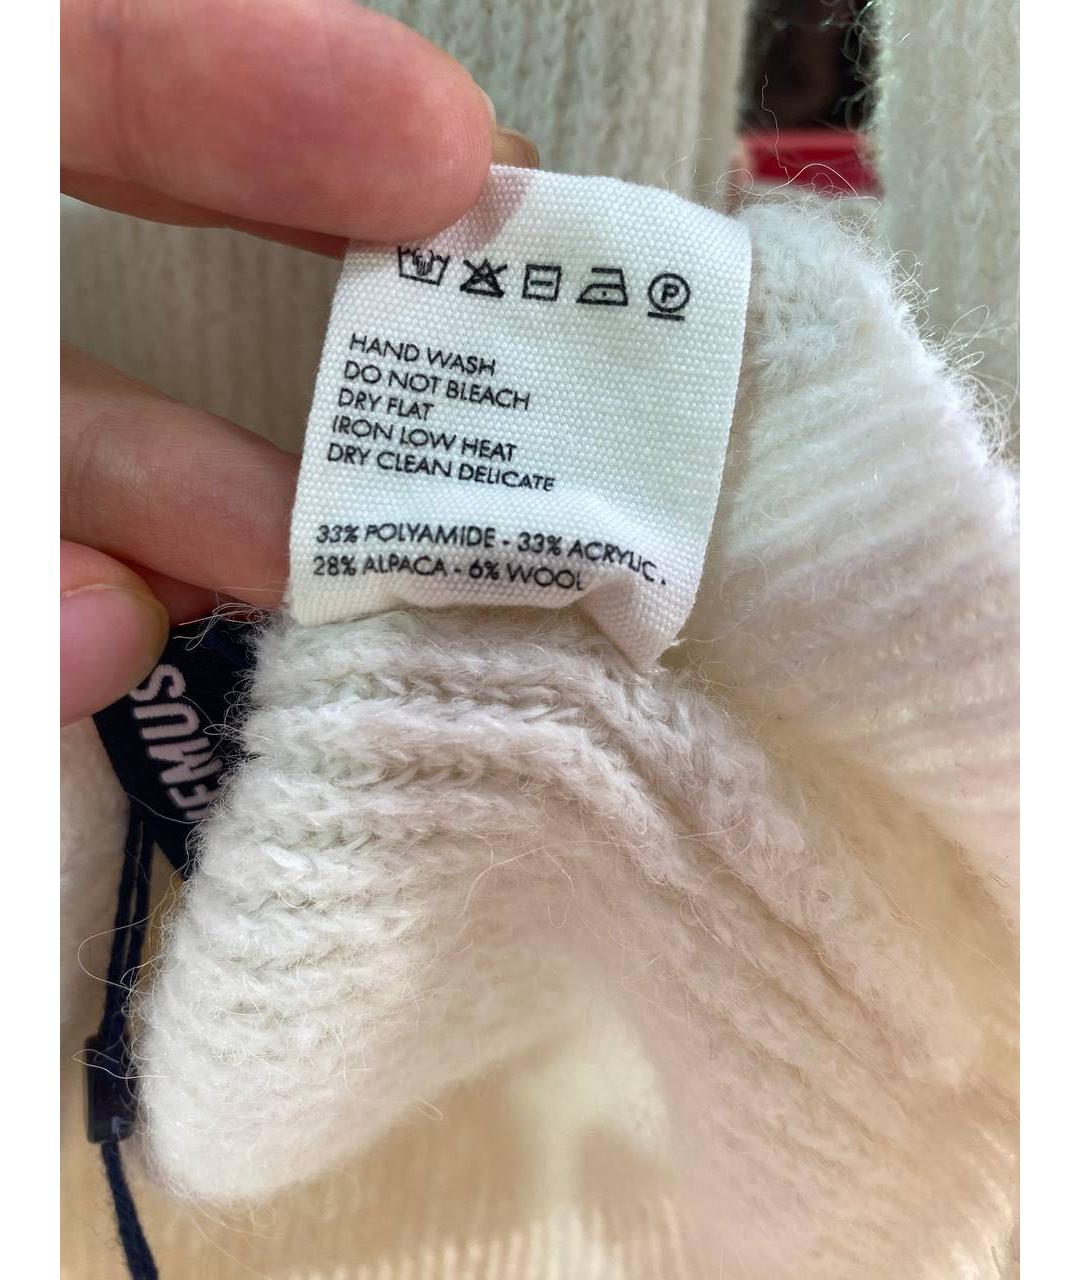 P
HAND WASH
DO NOT BLEACH
DRY FLAT
IRON LOW HEAT
DRY CLEAN DELICATE
33% POLYAMIDE - 33% ACRYLIC -
28% ALPACA - 6% WOOL
EMUS